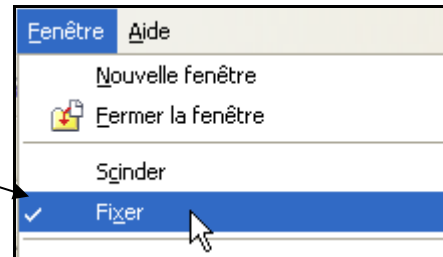 Fenêtre Aide
Nouvelle fenêtre
Fermer la fenêtre
Scinder
Fixer